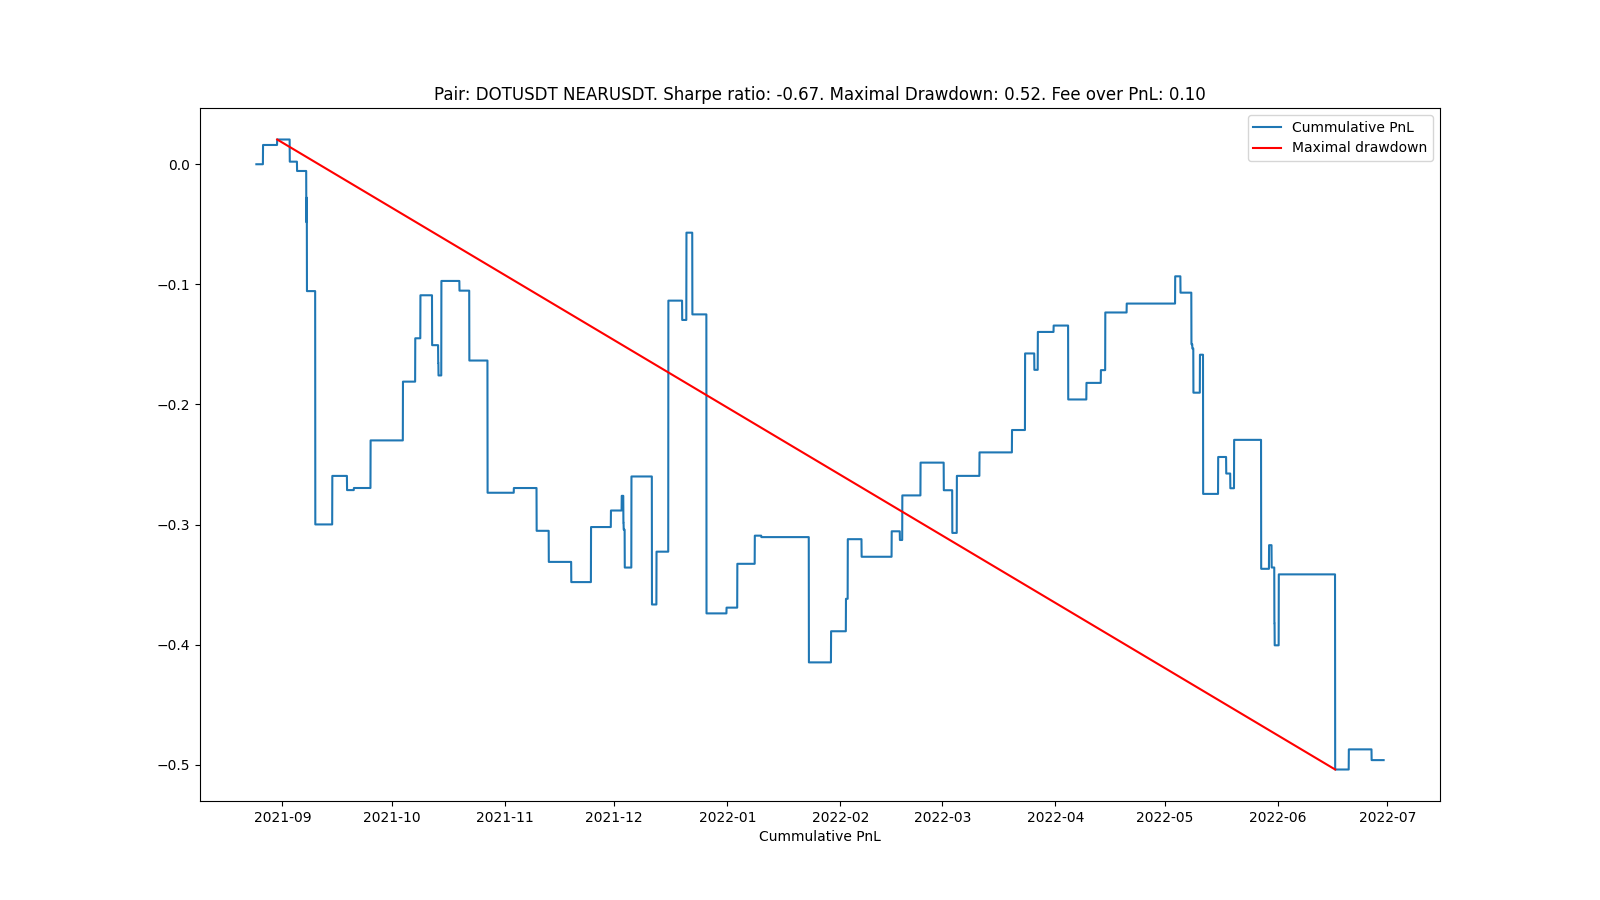 Pair: DOTUSDT NEARUSDT. Sharpe ratio: -0.67. Maximal Drawdown: 0.52. Fee over PnL: 0.10
Cummulative PnL
Maximal drawdown
0.0
−0.1
−0.2
−0.3
−0.4
−0.5
2021-09 2021-10 2021-11 2021-12 2022-01 2022-02 2022-03 2022-04 2022-05 2022-06 2022-07
Cummulative PnL